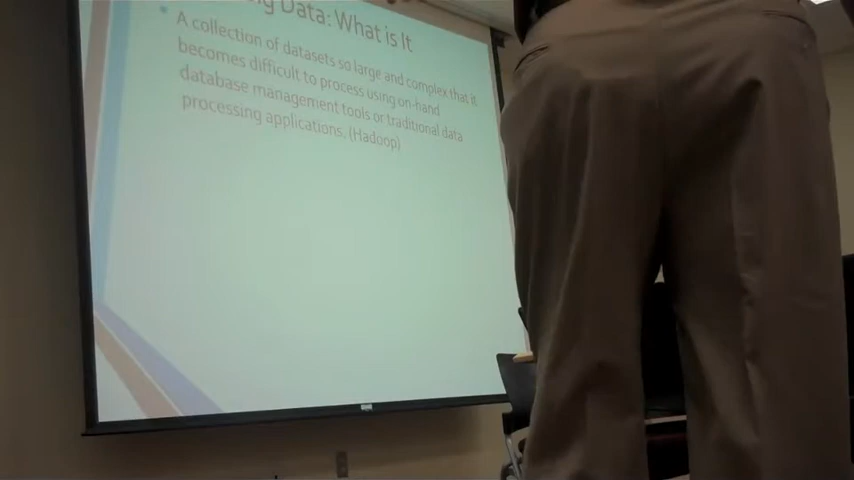 Big Data: What is It
• A collection of datasets so large and complex that it
becomes difficult to process using on-hand
database management tools or traditional data
processing applications. (Hadoop)